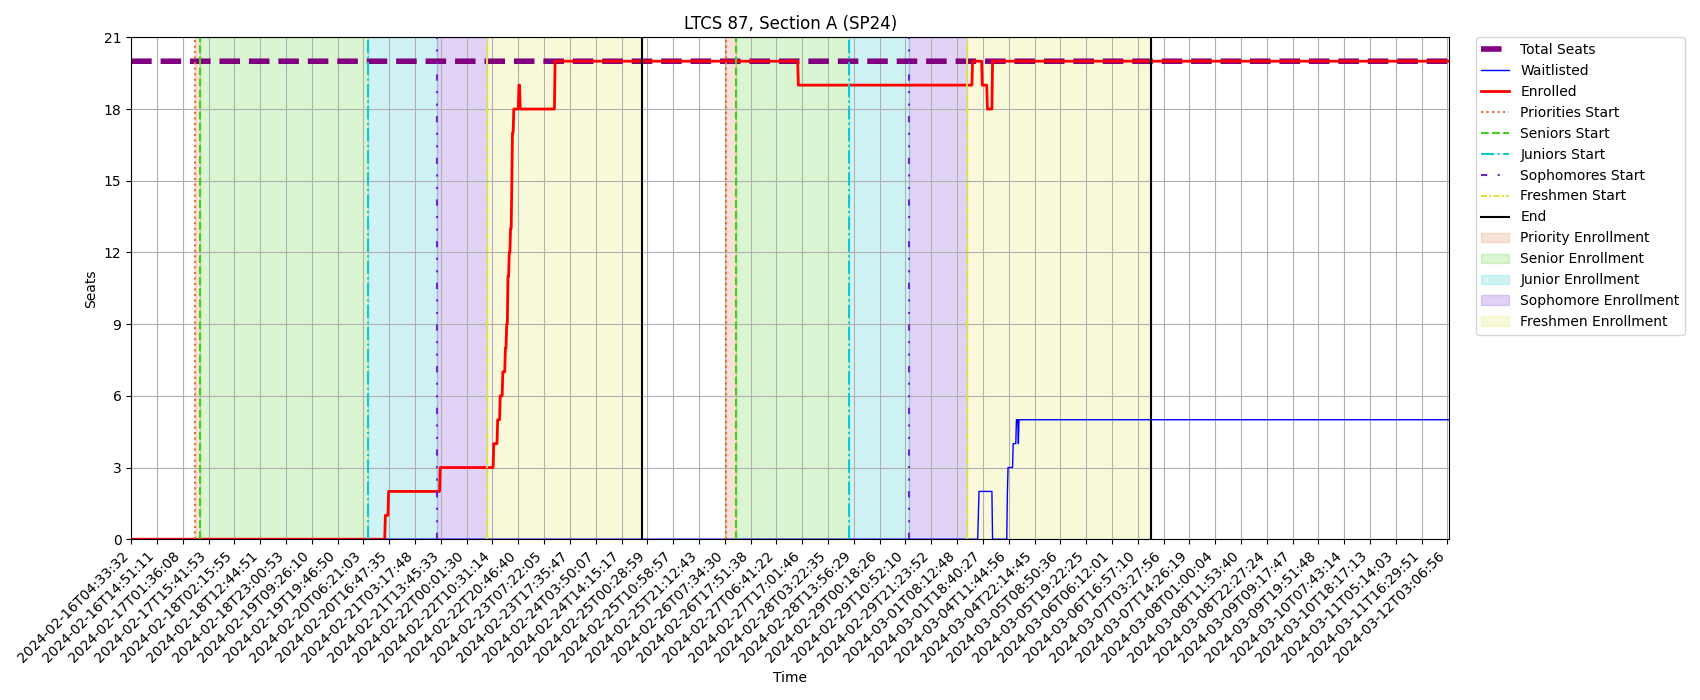 LTCS 87, Section A (SP24)
21
18
15
12
9
6
3
0
Seats
2024-02-16T04:33:32
2024-02-16T14:51:11
2024-02-17T01:36:08
2024-02-17T15:41:53
2024-02-18T02:15:55
2024-02-18T12:44:51
2024-02-18T23:00:53
2024-02-19T09:26:10
2024-02-19T19:46:50
2024-02-20T06:21:03
2024-02-20T16:47:35
2024-02-21T03:17:48
2024-02-21T13:45:33
2024-02-22T00:01:30
2024-02-22T10:31:14
2024-02-22T20:46:40
2024-02-23T07:22:05
2024-02-23T17:35:47
2024-02-24T03:50:07
2024-02-24T14:15:17
2024-02-25T00:28:59
2024-02-25T10:58:57
2024-02-25T21:12:43
2024-02-26T07:34:30
2024-02-26T17:51:38
2024-02-27T06:41:22
2024-02-27T17:01:46
2024-02-28T03:22:35
2024-02-28T13:56:29
2024-02-29T00:18:26
2024-02-29T10:52:10
2024-02-29T21:23:52
2024-03-01T08:12:48
2024-03-01T18:40:27
2024-03-04T11:44:56
2024-03-04T22:14:45
2024-03-05T08:50:36
2024-03-05T19:22:25
2024-03-06T06:12:01
2024-03-06T16:57:10
2024-03-07T03:27:56
2024-03-07T14:26:19
2024-03-08T01:00:04
2024-03-08T11:53:40
2024-03-08T22:27:24
2024-03-09T09:17:47
2024-03-09T19:51:48
2024-03-10T07:43:14
2024-03-10T18:17:13
2024-03-11T05:14:03
2024-03-11T16:29:51
2024-03-12T03:06:56
Time
Total Seats
Waitlisted
Enrolled
Priorities Start
Seniors Start
Juniors Start
Sophomores Start
Freshmen Start
End
Priority Enrollment
Senior Enrollment
Junior Enrollment
Sophomore Enrollment
Freshmen Enrollment